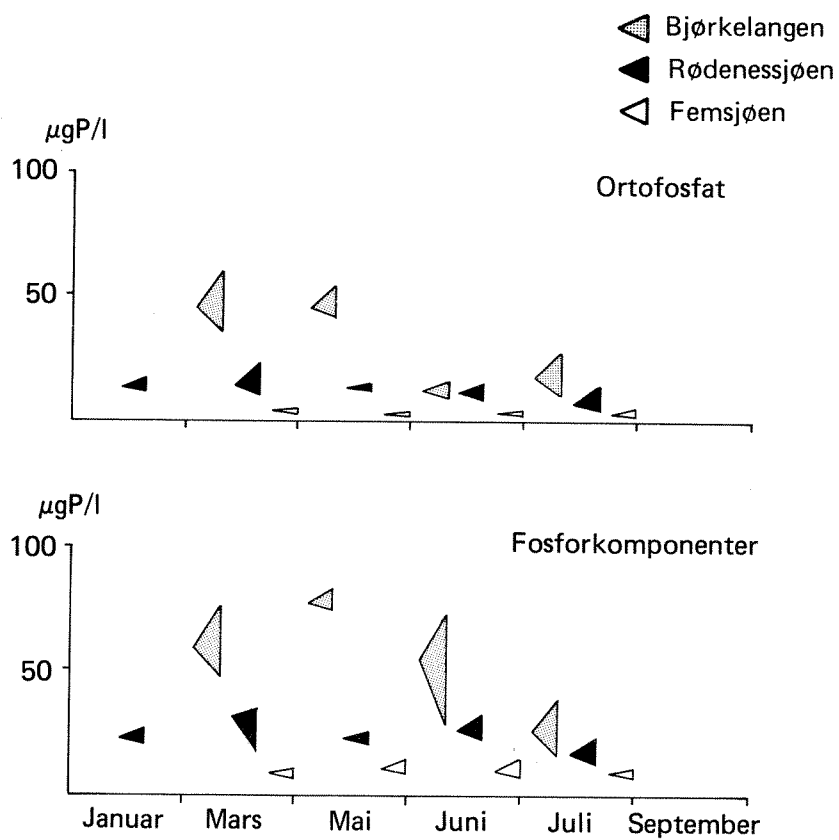 Bjørkelangen
Rødenessjøen
Femsjøen
µgP/l
100
Ortofosfat
50
µgP/l
100
Fosforkomponenter
50
Januar Mars Mai Juni Juli September